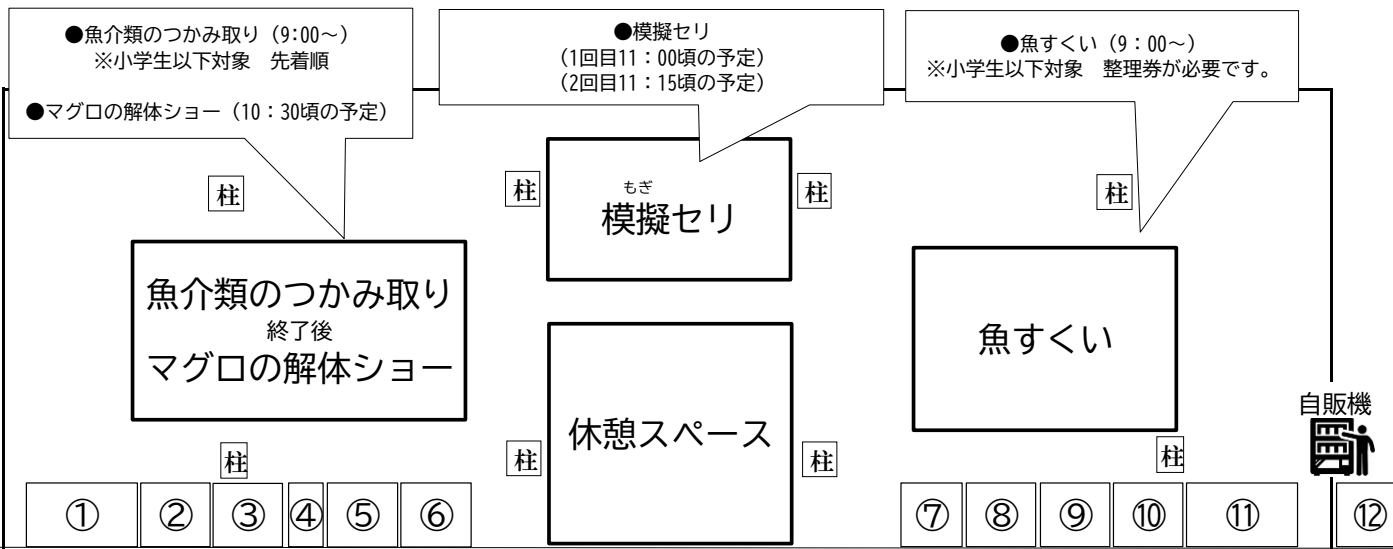 ●魚介類のつかみ取り（9:00～）
※小学生以下対象　先着順
●マグロの解体ショー（10：30頃の予定）
●模擬セリ
（1回目11：00頃の予定）
（2回目11：15頃の予定）
●魚すくい（9：00～）
※小学生以下対象　整理券が必要です。
柱
柱
もぎ
模擬セリ
柱
柱
魚介類のつかみ取り
終了後
マグロの解体ショー
魚すくい
休憩スペース
自販機
柱
柱
柱
柱
① ② ③ ④ ⑤ ⑥ ⑦ ⑧ ⑨ ⑩ ⑪ ⑫